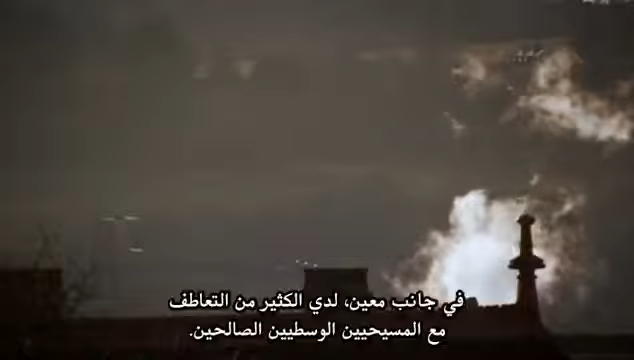 في جانب معين، لدي الكثير من التعاطف
مع المسيحيين الوسطيين الصالحين.